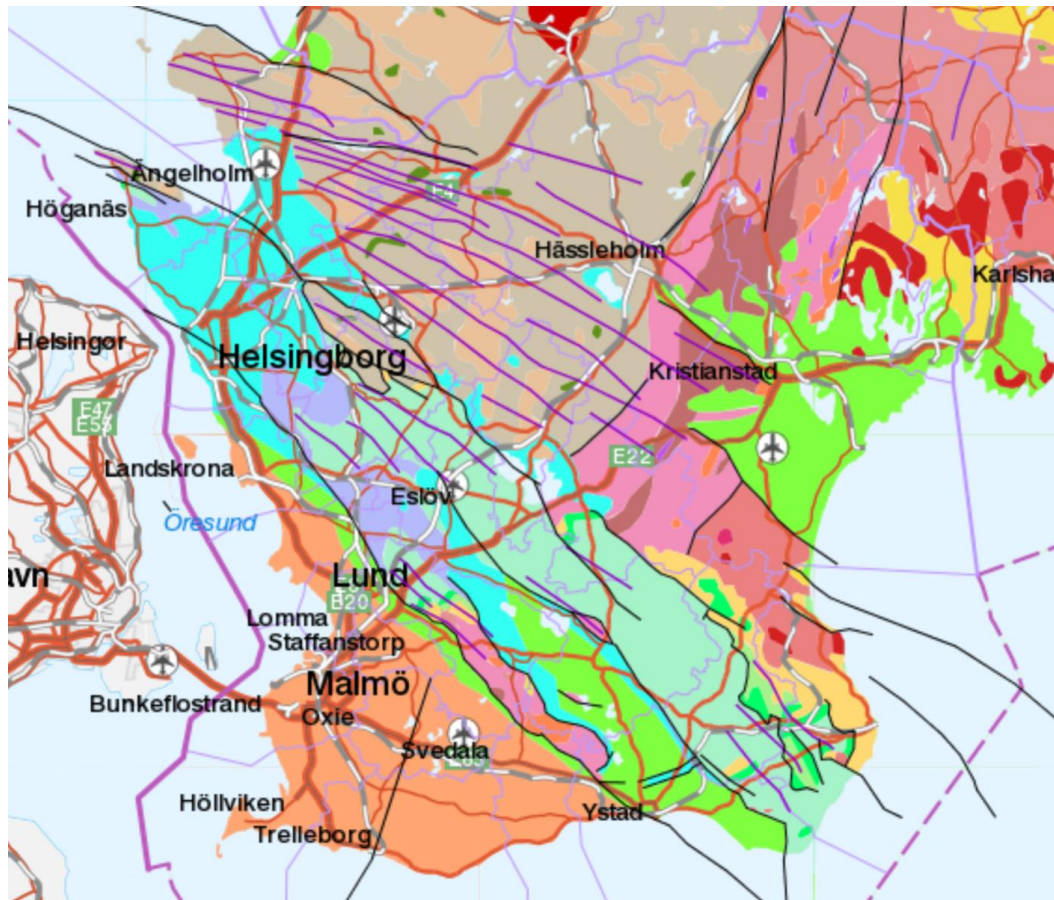 Ängelholm
Höganäs
Hässleholm
Karlsha
Helsingør
Helsingborg
Kristianstad
E47
E55
E22
Landskrona
Eslöv
Öresund
avn
Lund
E20
Lomma
Staffanstorp
Malmö
Bunkeflostrand
Oxie
Svedala
E65
Höllviken
Ystad
Trelleborg